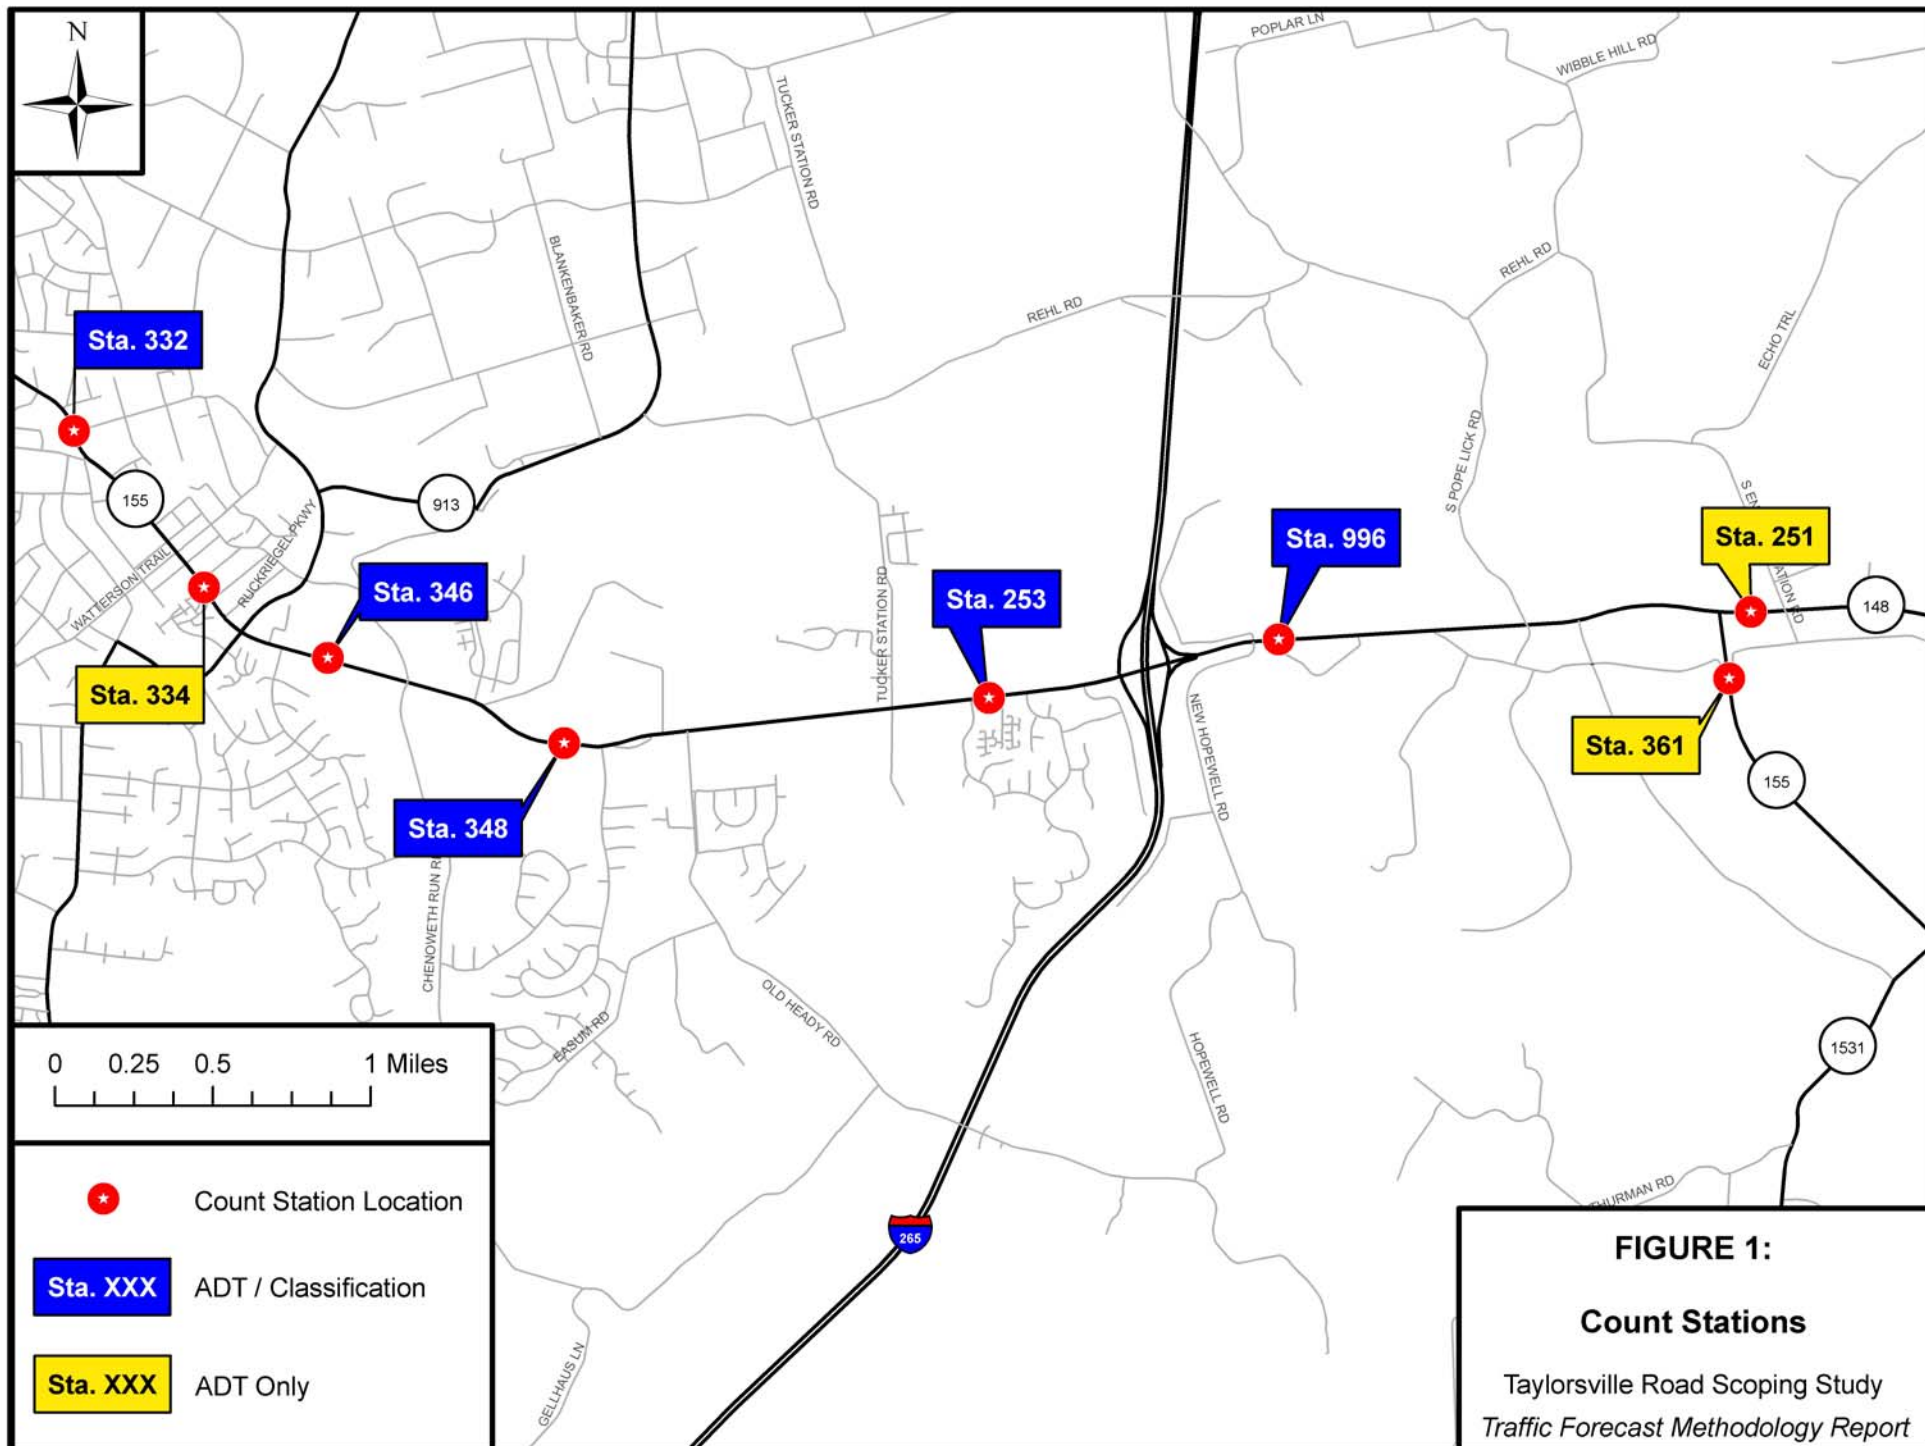 N
POPLAR LN
WIBBLE HILL RD
TUCKER STATION RD
BLANKENBAKER RD
REHL RD
REHL RD
ECHO TRL
Sta. 332
S POPE LICK RD
155
913
WATTERSON TRAIL
RUCKRIEGEL PKWY
Sta. 346
TUCKER STATION RD
Sta. 253
Sta. 996
Sta. 251
S
ATION RD
148
Sta. 334
Sta. 361
155
NEW HOPEWELL RD
Sta. 348
CHENOWETH RUN
OLD HEADY RD
EASUM RD
HOPEWELL RD
1531
THURMAN RD
265
GELLHAUS LN
0 0.25 0.5 1 Miles
Count Station Location
Sta. XXX ADT / Classification
Sta. XXX ADT Only
FIGURE 1:
Count Stations
Taylorsville Road Scoping Study
Traffic Forecast Methodology Report